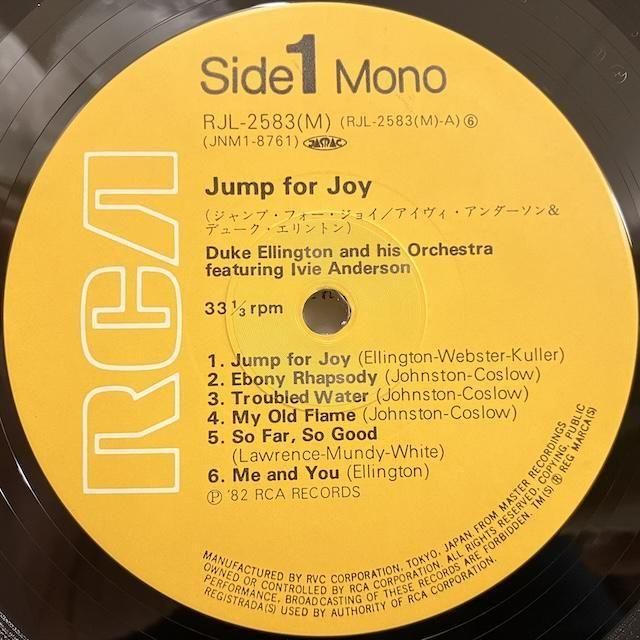 Side 1 Mono
RJL-2583(M) (RJL-2583(M)-A)⑥
(JNM1-8761) JASRAC
RCA
Jump for Joy
(ジャンプ・フォー・ジョイ/アイヴィ・アンダーソン&
デューク・エリントン)
Duke Ellington and his Orchestra
featuring Ivie Anderson
33 1/3 rpm
1. Jump for Joy (Ellington-Webster-Kuller)
2. Ebony Rhapsody (Johnston-Coslow)
3. Troubled Water (Johnston-Coslow)
4. My Old Flame (Johnston-Coslow)
5. So Far, So Good
(Lawrence-Mundy-White)
6. Me and You (Ellington)
Ⓟ '82 RCA RECORDS
MANUFACTURED BY RVC CORPORATION, TOKYO, JAPAN. FROM MASTER RECORDINGS
OWNED OR CONTROLLED BY RCA CORPORATION. ALL RIGHTS RESERVED. COPYING, PUBLIC
PERFORMANCE, BROADCASTING OF THESE RECORDS ARE FORBIDDEN. TM(S) ® REG MARCA(S)
REGISTRADA(S) USED BY AUTHORITY OF RCA CORPORATION.